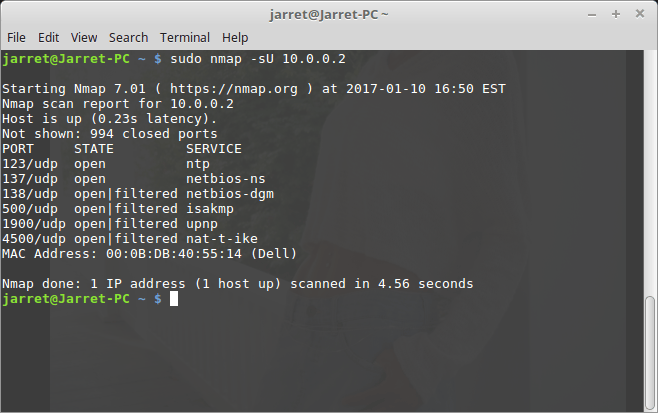 jarret@Jarret-PC ~
File Edit View Search Terminal Help
jarret@Jarret-PC ~ $ sudo nmap -sU 10.0.0.2
Starting Nmap 7.01 ( https://nmap.org ) at 2017-01-10 16:50 EST
Nmap scan report for 10.0.0.2
Host is up (0.23s latency).
Not shown: 994 closed ports
PORT     STATE         SERVICE
123/udp  open          ntp
137/udp  open          netbios-ns
138/udp  open|filtered netbios-dgm
500/udp  open|filtered isakmp
1900/udp open|filtered upnp
4500/udp open|filtered nat-t-ike
MAC Address: 00:0B:DB:40:55:14 (Dell)
Nmap done: 1 IP address (1 host up) scanned in 4.56 seconds
jarret@Jarret-PC ~ $